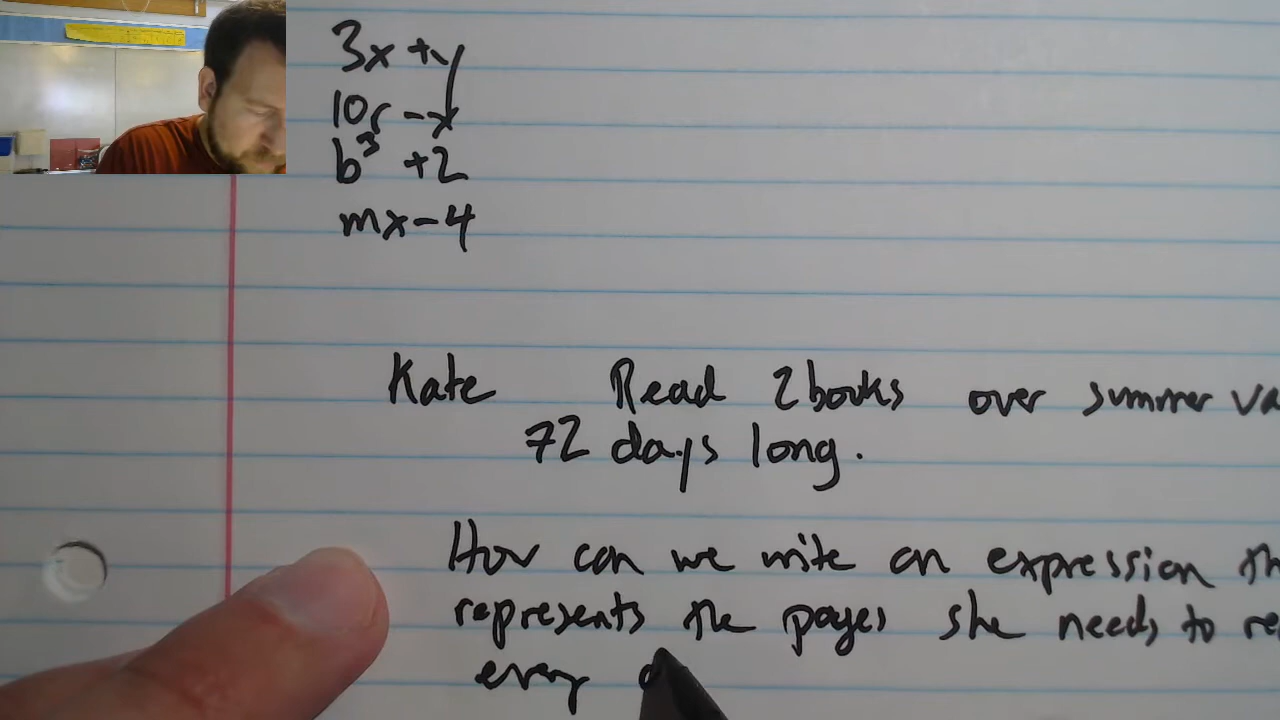 3x + y
10r - x
b³ + 2
mx - 4
Kate Read 2 books over summer va
72 days long.
How can we write an expression th
represents the pages she needs to re
every d